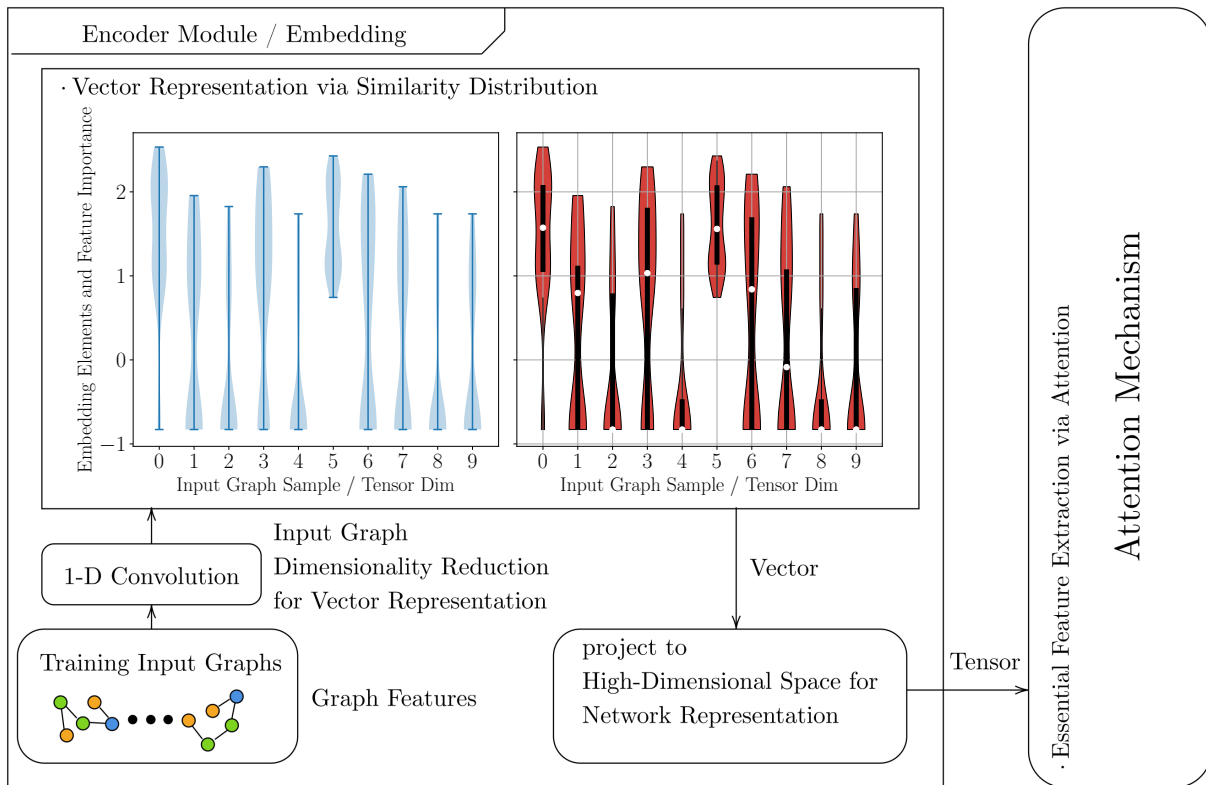 Encoder Module / Embedding
· Vector Representation via Similarity Distribution
Embedding Elements and Feature Importance
2
1
0
−1
0 1 2 3 4 5 6 7 8 9
Input Graph Sample / Tensor Dim
0 1 2 3 4 5 6 7 8 9
Input Graph Sample / Tensor Dim
1-D Convolution
Input Graph
Dimensionality Reduction
for Vector Representation
Vector
Training Input Graphs
Graph Features
project to
High-Dimensional Space for
Network Representation
Tensor
· Essential Feature Extraction via Attention
Attention Mechanism